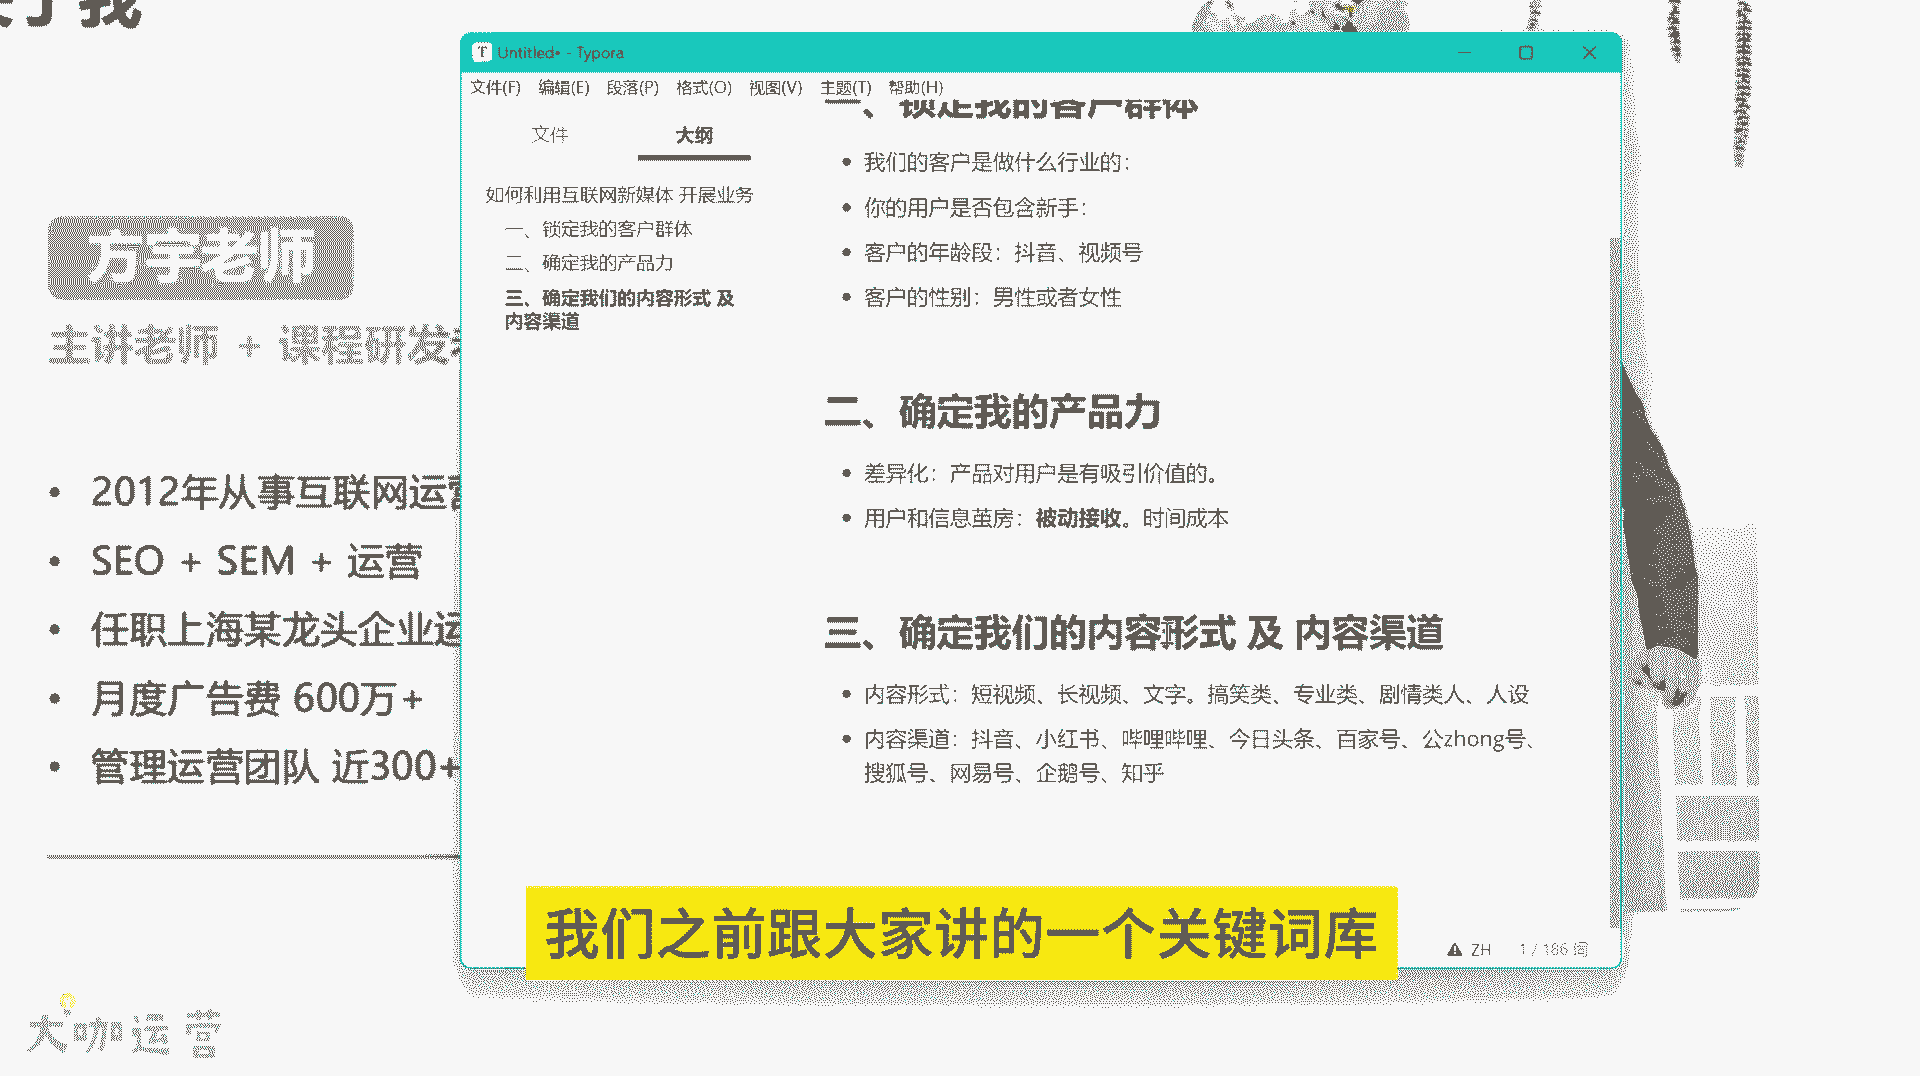 于我
方宇老师
主讲老师 + 课程研发
2012年从事互联网运营
SEO + SEM + 运营
任职上海某龙头企业运
月度广告费 600万+
管理运营团队 近300+
大咖运营
Untitled• - Typora
文件(F) 编辑(E) 段落(P) 格式(O) 视图(V) 主题(T) 帮助(H)
文件 大纲
如何利用互联网新媒体 开展业务
一、锁定我的客户群体
二、确定我的产品力
三、确定我们的内容形式 及
内容渠道
一、锁定我的客户群体
我们的客户是做什么行业的：
你的用户是否包含新手：
客户的年龄段：抖音、视频号
客户的性别：男性或者女性
二、确定我的产品力
差异化：产品对用户是有吸引价值的。
用户和信息茧房：被动接收。时间成本
三、确定我们的内容形式 及 内容渠道
内容形式：短视频、长视频、文字。搞笑类、专业类、剧情类人、人设
内容渠道：抖音、小红书、哔哩哔哩、今日头条、百家号、公zhong号、
搜狐号、网易号、企鹅号、知乎
我们之前跟大家讲的一个关键词库
ZH 1 / 186 词